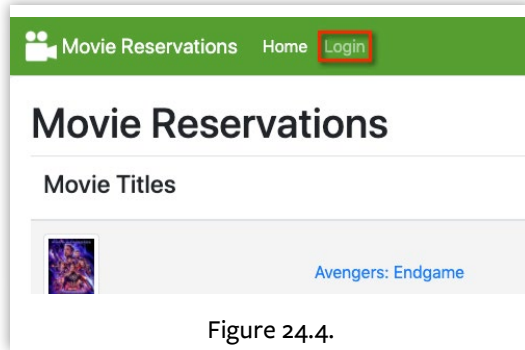 Movie Reservations Home Login
Movie Reservations
Movie Titles
Avengers: Endgame
Figure 24.4.